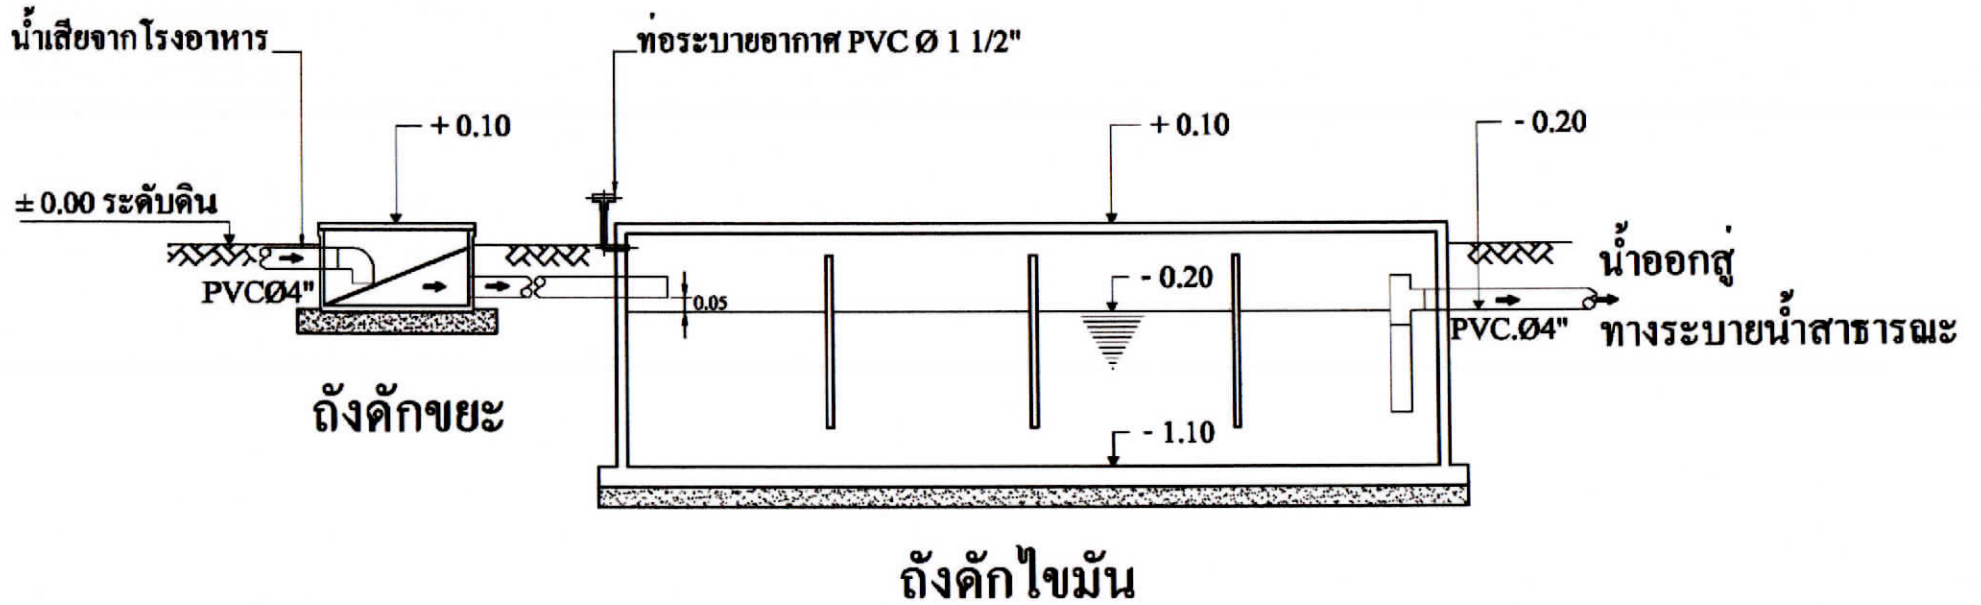 น้ำเสียจากโรงอาหาร
ท่อระบายอากาศ PVC Ø 1 1/2"
+ 0.10
+ 0.10
- 0.20
± 0.00 ระดับดิน
PVCØ4"
0.05
- 0.20
น้ำออกสู่
PVC.Ø4"
ทางระบายน้ำสาธารณะ
ถังดักขยะ
- 1.10
ถังดักไขมัน